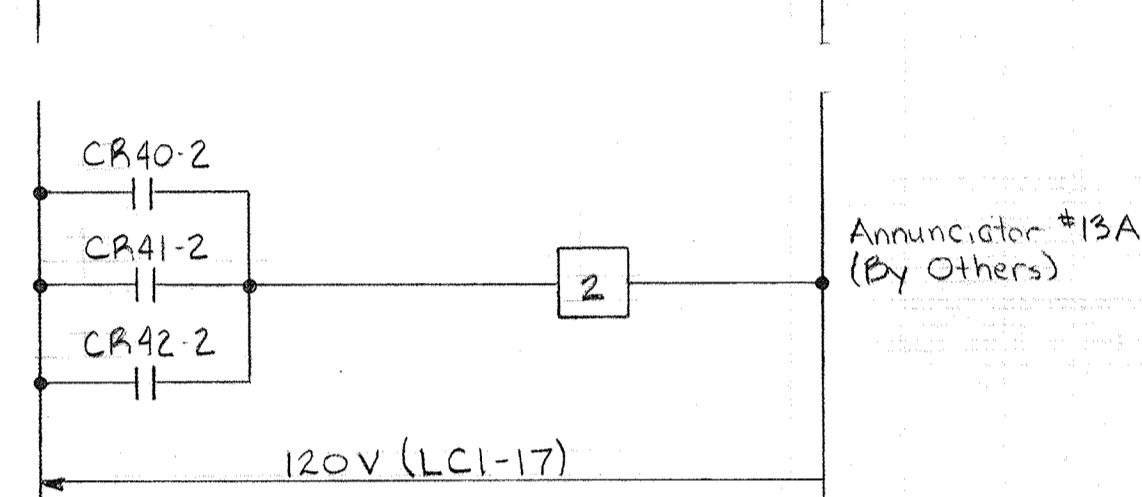 CR40-2
CR41-2
CR42-2
2
Annunciator #13A
(By Others)
120V (LC1-17)